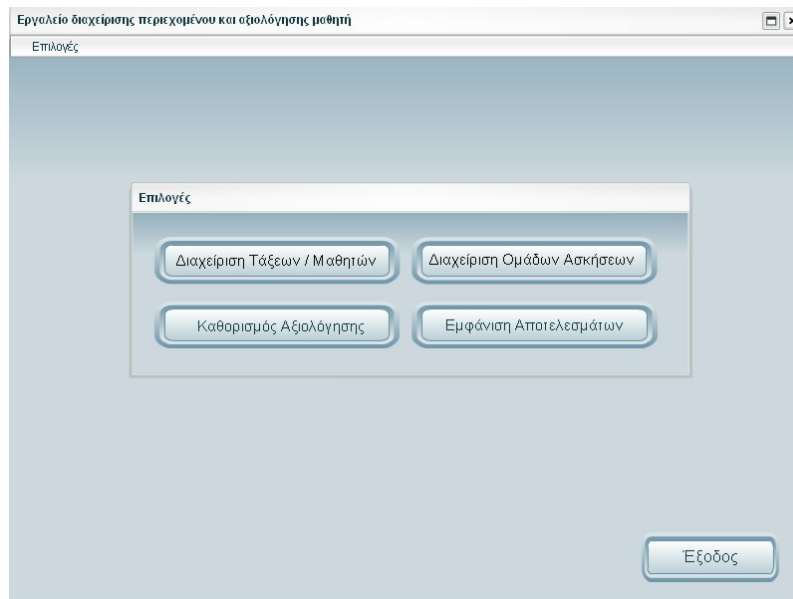 Εργαλείο διαχείρισης περιεχομένου και αξιολόγησης μαθητή
Επιλογές
Επιλογές
Διαχείριση Τάξεων / Μαθητών
Διαχείριση Ομάδων Ασκήσεων
Καθορισμός Αξιολόγησης
Εμφάνιση Αποτελεσμάτων
Έξοδος